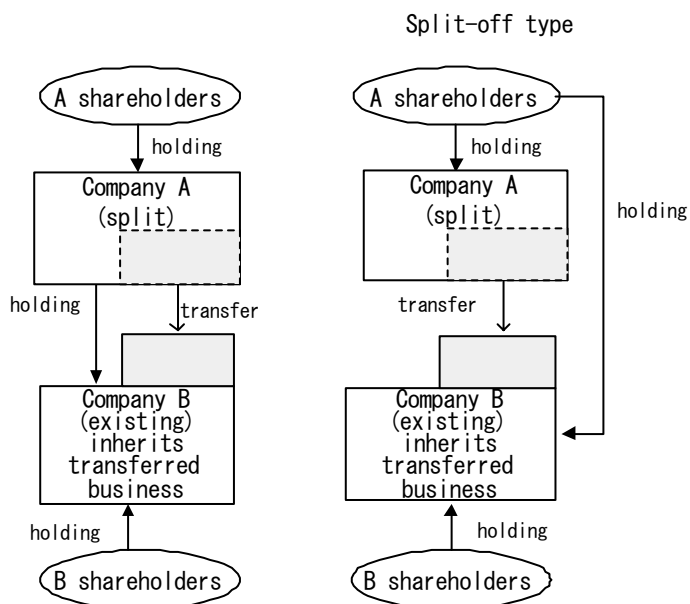 Split-off type
A shareholders
holding
Company A
(split)
holding
transfer
Company B
(existing)
inherits
transferred
business
holding
B shareholders
A shareholders
holding
Company A
(split)
holding
transfer
Company B
(existing)
inherits
transferred
business
holding
B shareholders